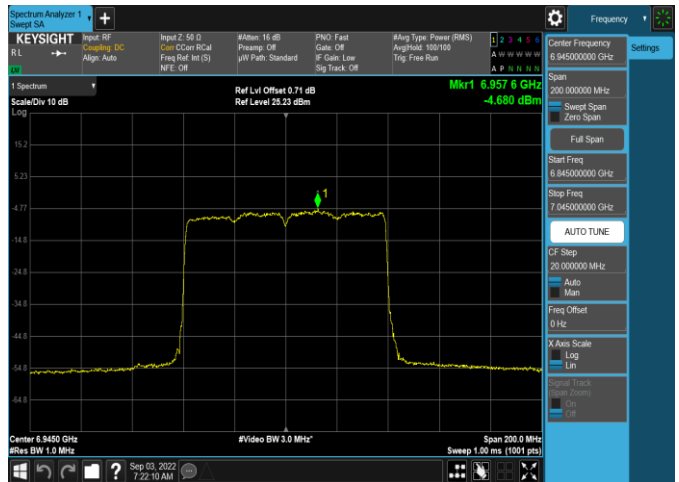 Spectrum Analyzer 1
Swept SA
Frequency
KEYSIGHT
RL
Input: RF
Coupling: DC
Align: Auto
Input Z: 50 Ω
Corr CCorr RCal
Freq Ref: Int (S)
NFE: Off
#Atten: 16 dB
Preamp: Off
µW Path: Standard
PNO: Fast
Gate: Off
IF Gain: Low
Sig Track: Off
#Avg Type: Power (RMS)
Avg|Hold: 100/100
Trig: Free Run
1 2 3 4 5 6
A W W W W W
A P N N N N
1 Spectrum
Scale/Div 10 dB
Log
Ref Lvl Offset 0.71 dB
Ref Level 25.23 dBm
Mkr1 6.957 6 GHz
-4.680 dBm
15.2
5.23
-4.77
-14.8
-24.8
-34.8
-44.8
-54.8
-64.8
1
Center 6.9450 GHz
#Res BW 1.0 MHz
#Video BW 3.0 MHz*
Span 200.0 MHz
Sweep 1.00 ms (1001 pts)
Sep 03, 2022
7:22:10 AM
Center Frequency
6.945000000 GHz
Settings
Span
200.000000 MHz
Swept Span
Zero Span
Full Span
Start Freq
6.845000000 GHz
Stop Freq
7.045000000 GHz
AUTO TUNE
CF Step
20.000000 MHz
Auto
Man
Freq Offset
0 Hz
X Axis Scale
Log
Lin
Signal Track
(Span Zoom)
On
Off